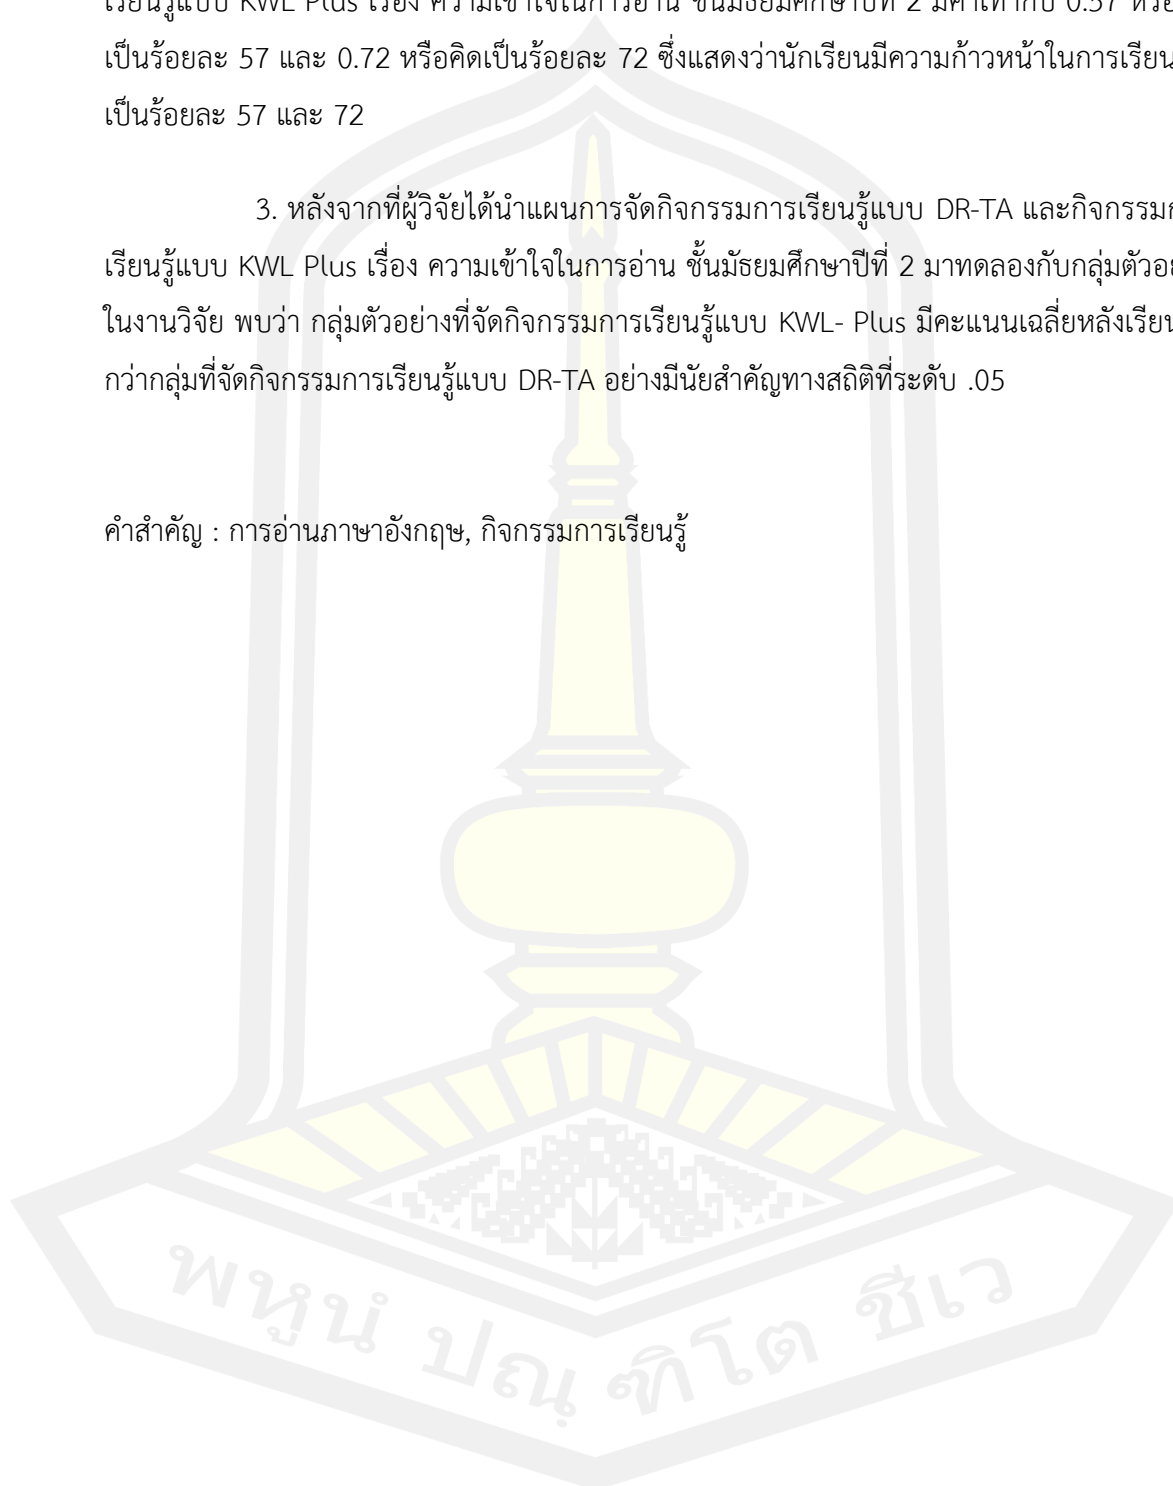 เรียนรู้แบบ KWL Plus เรื่อง ความเข้าใจในการอ่าน ชั้นมัธยมศึกษาปีที่ 2 มีค่าเท่ากับ 0.57
เป็นร้อยละ 57 และ 0.72 หรือคิดเป็นร้อยละ 72 ซึ่งแสดงว่านักเรียนมีความก้าวหน้าในการเรียน
เป็นร้อยละ 57 และ 72
3. หลังจากที่ผู้วิจัยได้นำแผนการจัดกิจกรรมการเรียนรู้แบบ DR-TA และกิจกรรม
เรียนรู้แบบ KWL Plus เรื่อง ความเข้าใจในการอ่าน ชั้นมัธยมศึกษาปีที่ 2 มาทดลองกับกลุ่ม
ในงานวิจัย พบว่า กลุ่มตัวอย่างที่จัดกิจกรรมการเรียนรู้แบบ KWL- Plus มีคะแนนเฉลี่ยหลังเรียน
กว่ากลุ่มที่จัดกิจกรรมการเรียนรู้แบบ DR-TA อย่างมีนัยสำคัญทางสถิติที่ระดับ .05
คำสำคัญ : การอ่านภาษาอังกฤษ, กิจกรรมการเรียนรู้
พหูนํ ปณฺฑิโต ชีเว